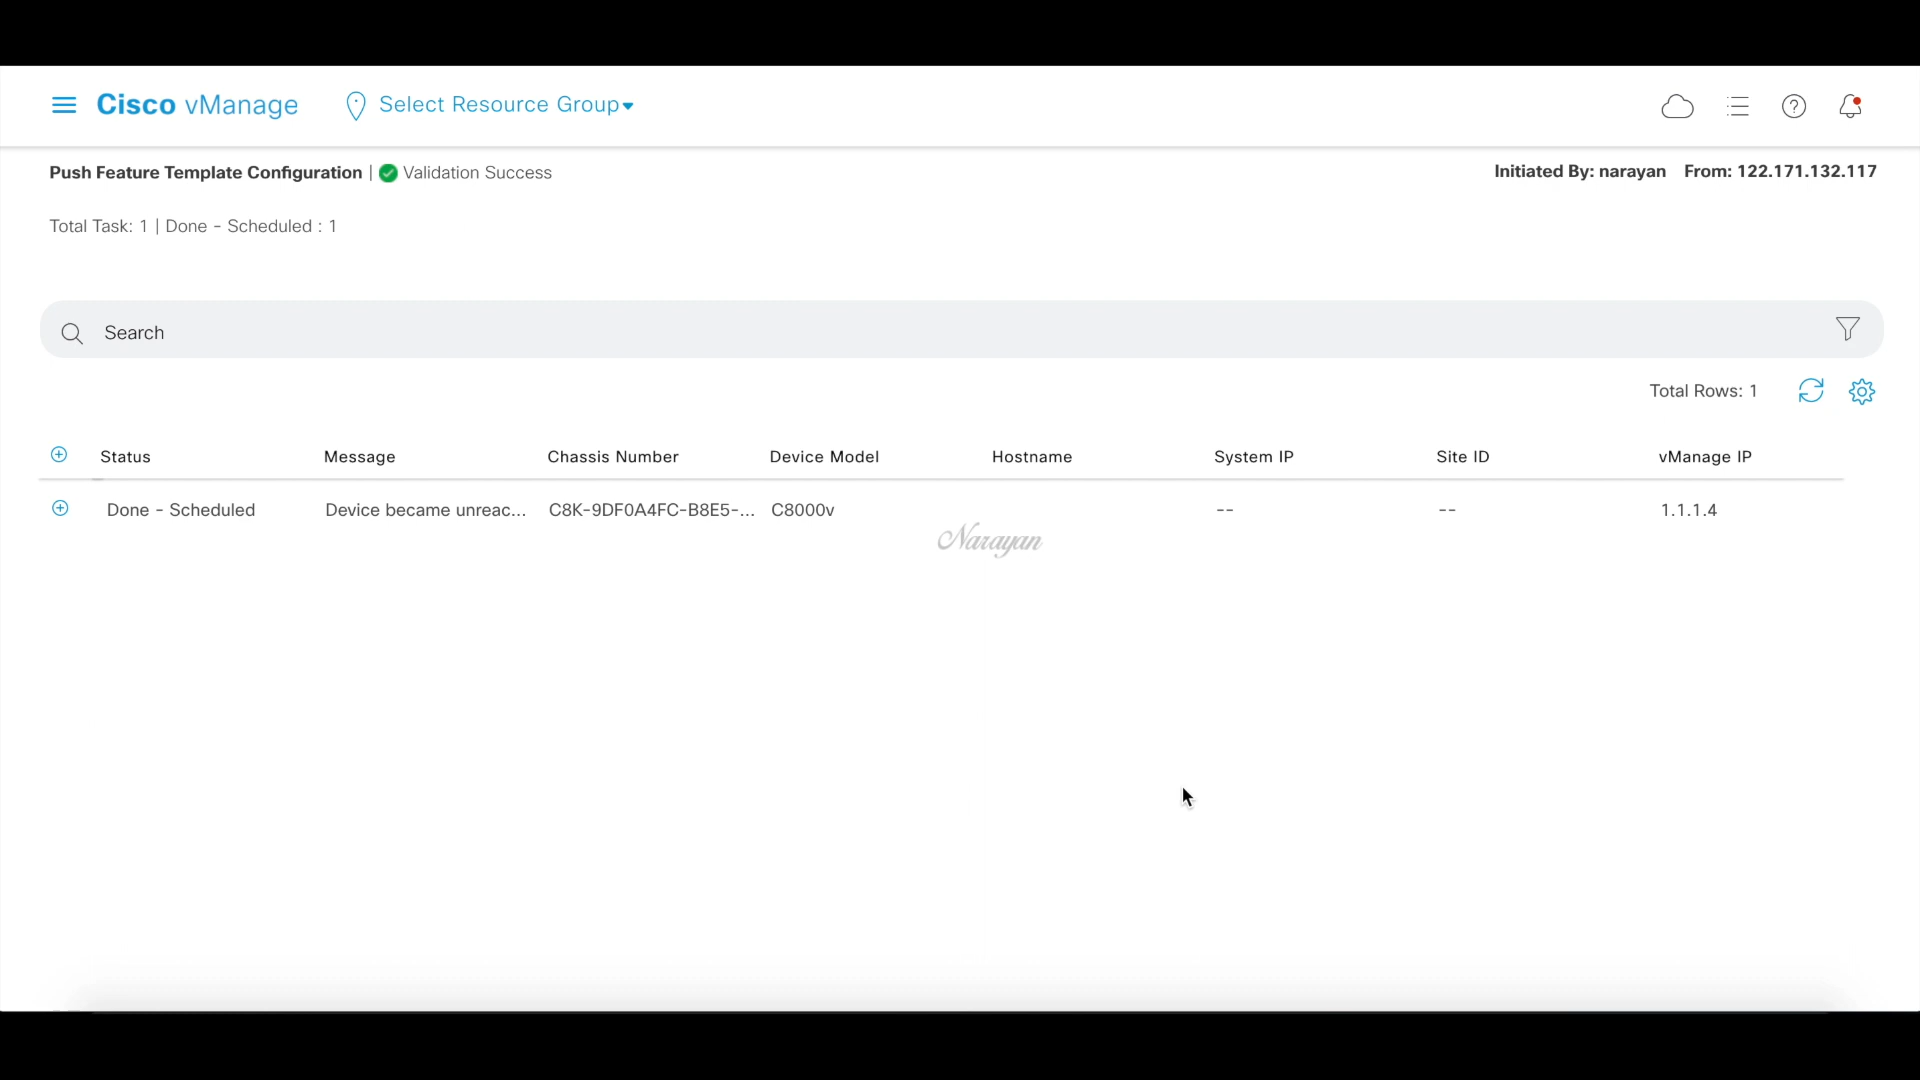 Cisco vManage Select Resource Group
Push Feature Template Configuration | Validation Success Initiated By: narayan From: 122.171.132.117
Total Task: 1 | Done - Scheduled : 1
Search
Total Rows: 1
Status Message Chassis Number Device Model Hostname System IP Site ID vManage IP
Done - Scheduled Device became unreac... C8K-9DF0A4FC-B8E5-... C8000v -- -- 1.1.1.4
Narayan